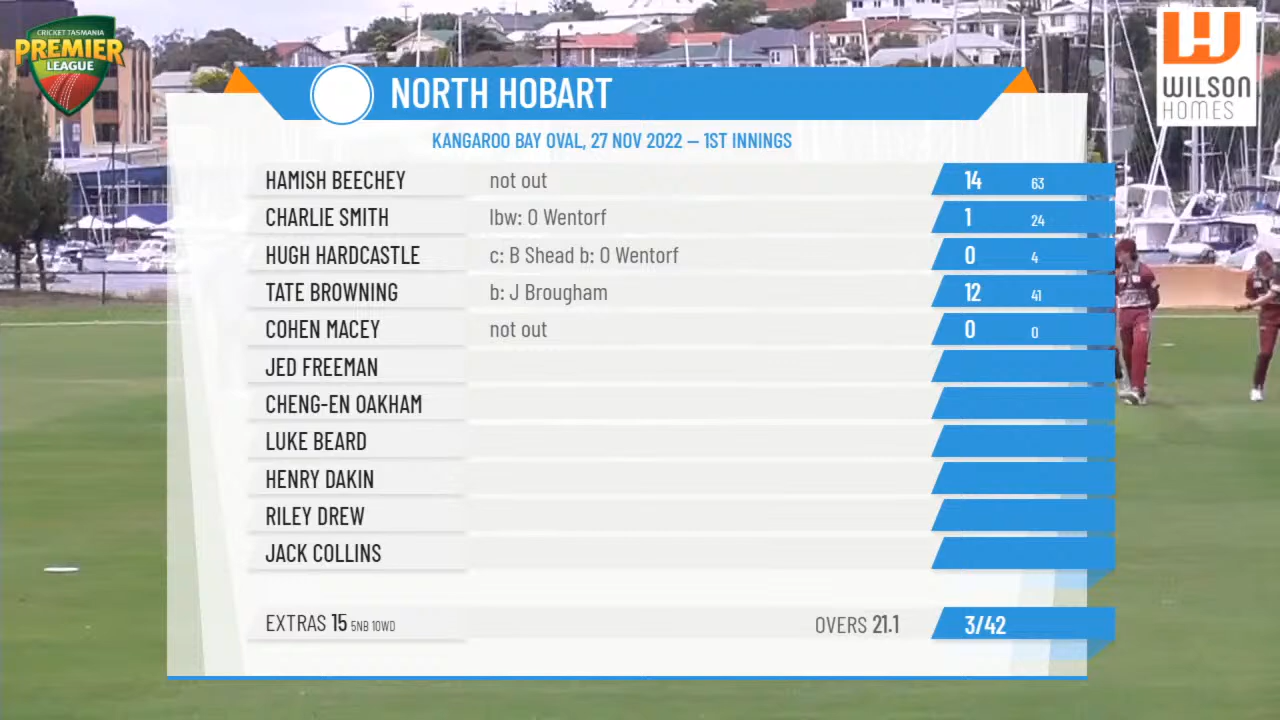 CRICKET TASMANIA
PREMIER
LEAGUE
WILSON
HOMES
NORTH HOBART
KANGAROO BAY OVAL, 27 NOV 2022 – 1ST INNINGS
HAMISH BEECHEY not out 14 63
CHARLIE SMITH lbw: O Wentorf 1 24
HUGH HARDCASTLE c: B Shead b: O Wentorf 0 4
TATE BROWNING b: J Brougham 12 41
COHEN MACEY not out 0 0
JED FREEMAN
CHENG-EN OAKHAM
LUKE BEARD
HENRY DAKIN
RILEY DREW
JACK COLLINS
EXTRAS 15 5NB 10WD OVERS 21.1 3/42